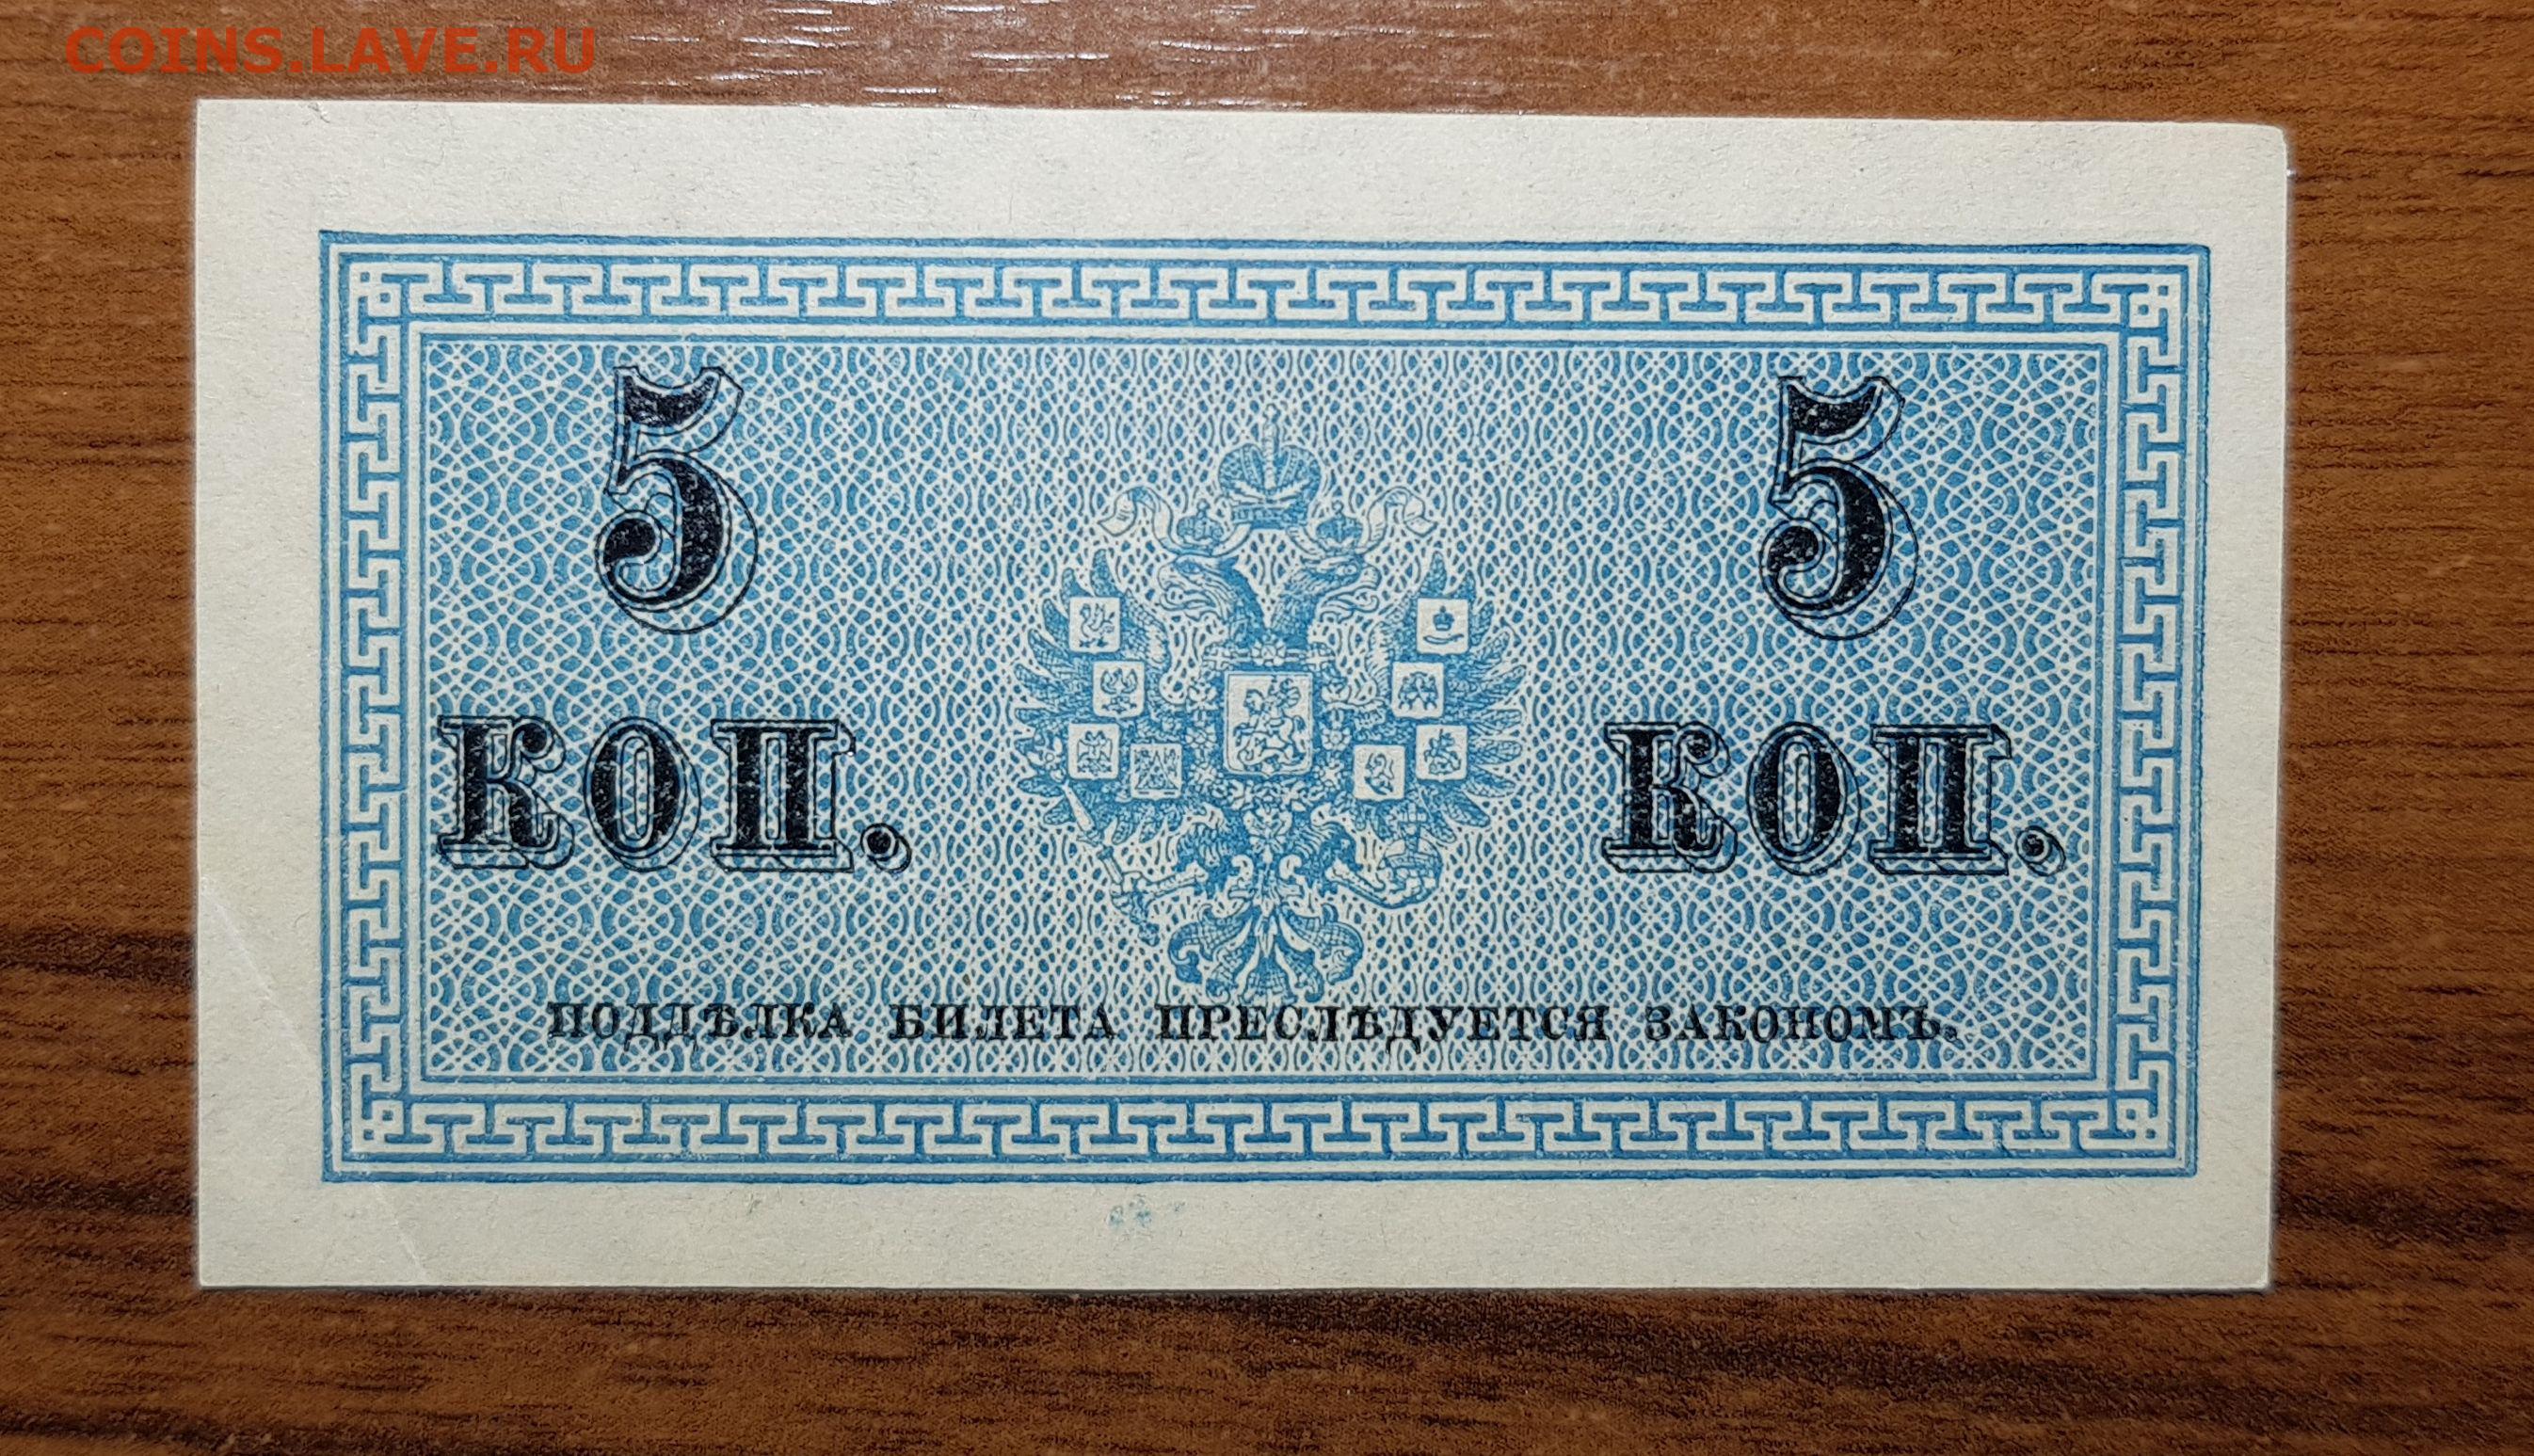 COINS.LAVE.RU
5 5
КОП. КОП.
ПОДДѢЛКА БИЛЕТА ПРЕСЛѢДУЕТСЯ ЗАКОНОМЪ.